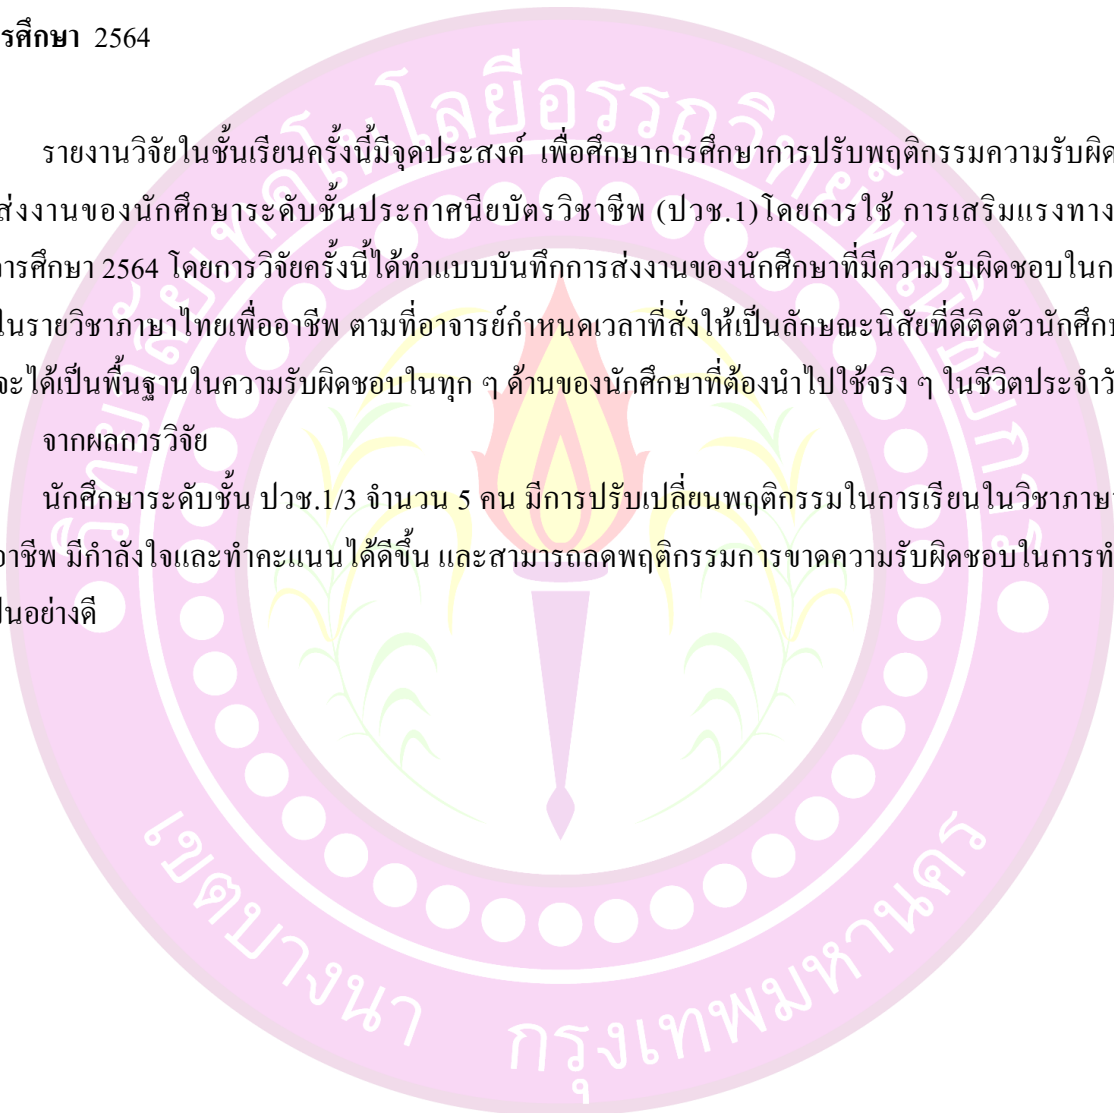 รศึกษา 2564
รายงานวิจัยในชั้นเรียนครั้งนี้มีจุดประสงค์ เพื่อศึกษาการศึกษาการปรับพฤติกรรมความรับผิด
ส่งงานของนักศึกษาระดับชั้นประกาศนียบัตรวิชาชีพ (ปวช.1)โดยการใช้ การเสริมแรงทาง
การศึกษา 2564 โดยการวิจัยครั้งนี้ได้ทำแบบบันทึกการส่งงานของนักศึกษาที่มีความรับผิดชอบในก
ในรายวิชาภาษาไทยเพื่ออาชีพ ตามที่อาจารย์กำหนดเวลาที่สั่งให้เป็นลักษณะนิสัยที่ดีติดตัวนักศึกษ
จะได้เป็นพื้นฐานในความรับผิดชอบในทุก ๆ ด้านของนักศึกษาที่ต้องนำไปใช้จริง ๆ ในชีวิตประจำวั
จากผลการวิจัย
นักศึกษาระดับชั้น ปวช.1/3 จำนวน 5 คน มีการปรับเปลี่ยนพฤติกรรมในการเรียนในวิชาภาษา
อาชีพ มีกำลังใจและทำคะแนนได้ดีขึ้น และสามารถลดพฤติกรรมการขาดความรับผิดชอบในการทำ
ป็นอย่างดี
วิทยาลัยเทคโนโลยีอรรถวิทย์พณิชยการ
เขตบางนา กรุงเทพมหานคร